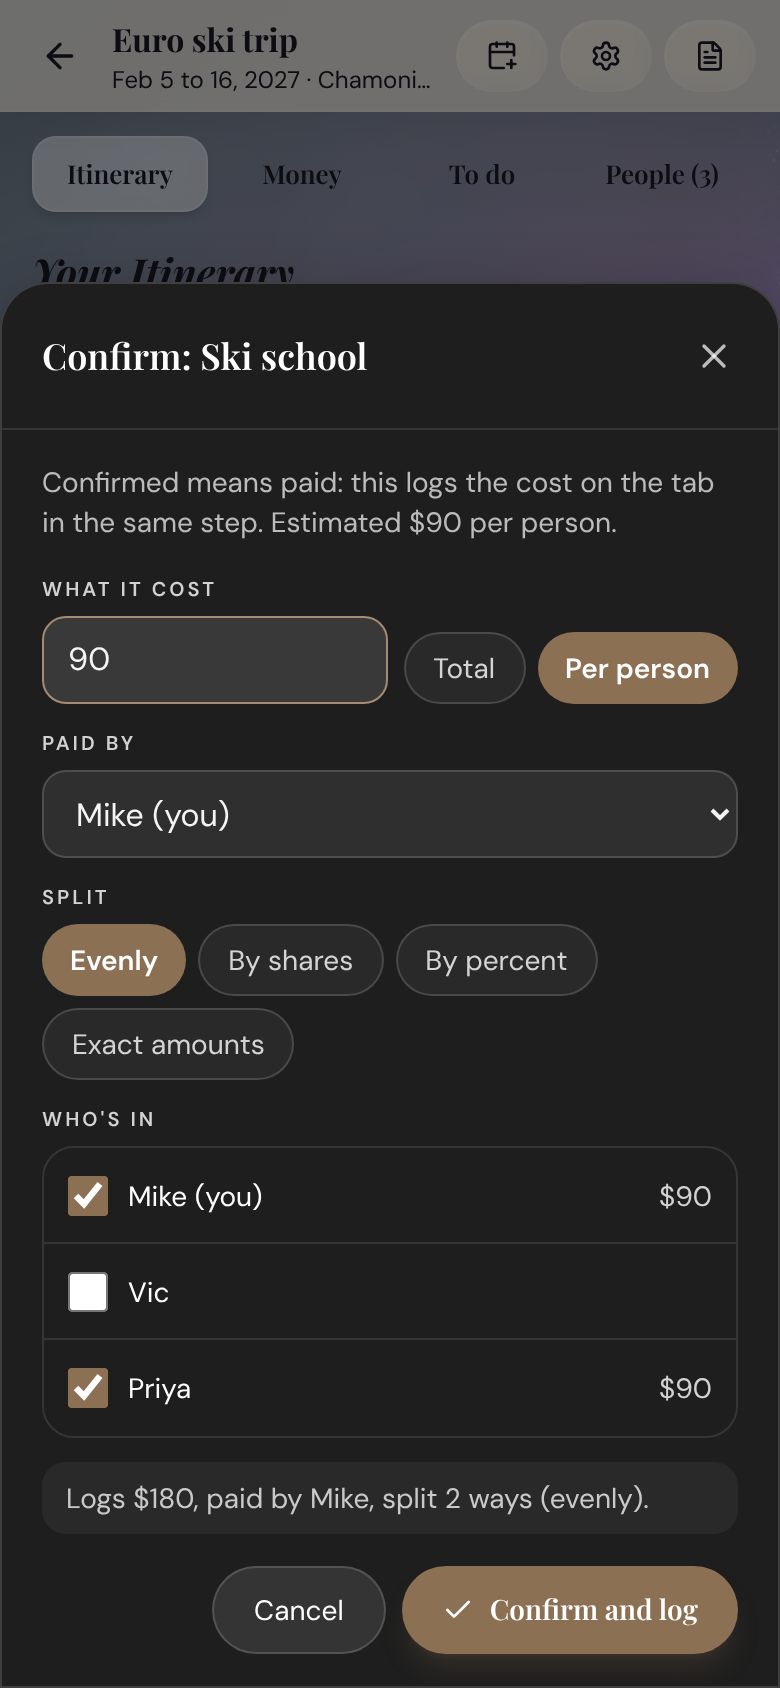 Euro ski trip
Feb 5 to 16, 2027 · Chamoni...
Itinerary
Money
To do
People (3)
Your Itinerary
Confirm: Ski school
Confirmed means paid: this logs the cost on the tab
in the same step. Estimated $90 per person.
WHAT IT COST
90
Total
Per person
PAID BY
Mike (you)
SPLIT
Evenly
By shares
By percent
Exact amounts
WHO'S IN
Mike (you) $90
Vic
Priya $90
Logs $180, paid by Mike, split 2 ways (evenly).
Cancel
Confirm and log